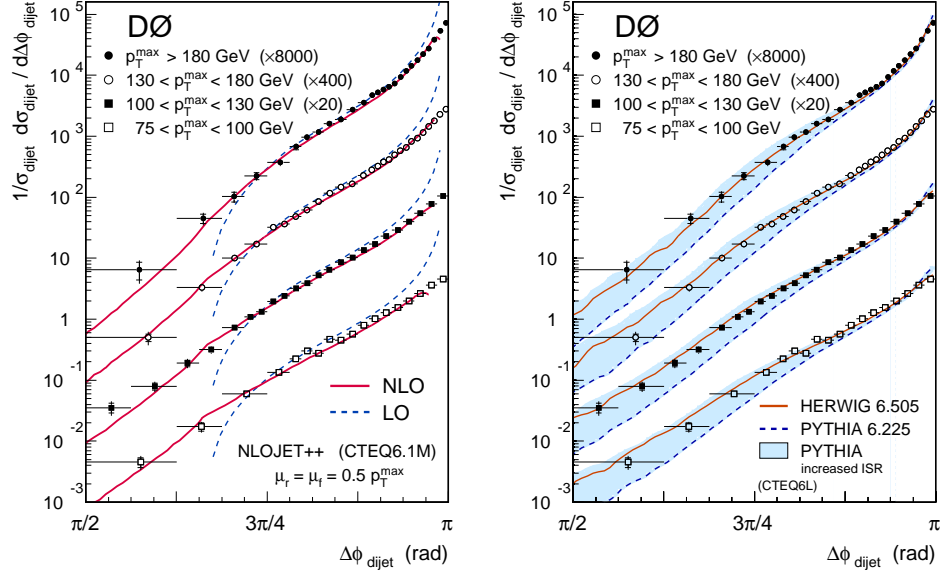 1/σ_dijet dσ_dijet / dΔϕ_dijet
10^5
10^4
10^3
10^2
10
1
10^-1
10^-2
10^-3
DØ
p_T^max > 180 GeV (×8000)
130 < p_T^max < 180 GeV (×400)
100 < p_T^max < 130 GeV (×20)
75 < p_T^max < 100 GeV
NLO
LO
NLOJET++ (CTEQ6.1M)
μ_r = μ_f = 0.5 p_T^max
π/2 3π/4 π
Δϕ_dijet (rad)
1/σ_dijet dσ_dijet / dΔϕ_dijet
10^5
10^4
10^3
10^2
10
1
10^-1
10^-2
10^-3
DØ
p_T^max > 180 GeV (×8000)
130 < p_T^max < 180 GeV (×400)
100 < p_T^max < 130 GeV (×20)
75 < p_T^max < 100 GeV
HERWIG 6.505
PYTHIA 6.225
PYTHIA
increased ISR
(CTEQ6L)
π/2 3π/4 π
Δϕ_dijet (rad)